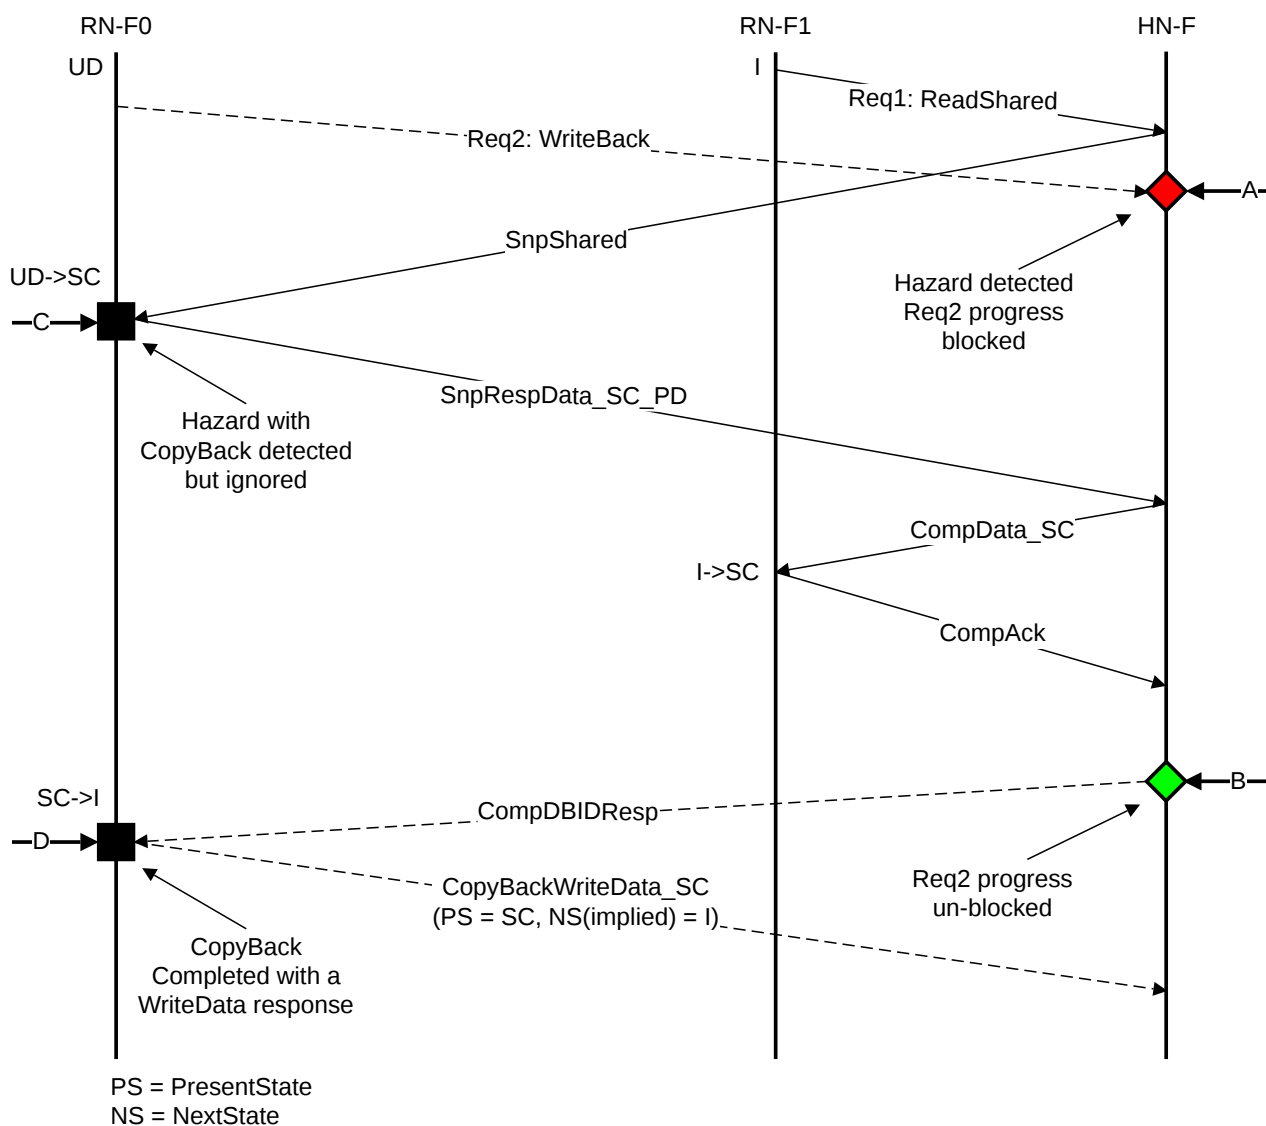 RN-F0
RN-F1
HN-F
UD
I
Req1: ReadShared
Req2: WriteBack
A
SnpShared
UD->SC
Hazard detected
Req2 progress
blocked
C
SnpRespData_SC_PD
Hazard with
CopyBack detected
but ignored
CompData_SC
I->SC
CompAck
B
SC->I
CompDBIDResp
D
Req2 progress
un-blocked
CopyBackWriteData_SC
(PS = SC, NS(implied) = I)
CopyBack
Completed with a
WriteData response
PS = PresentState
NS = NextState